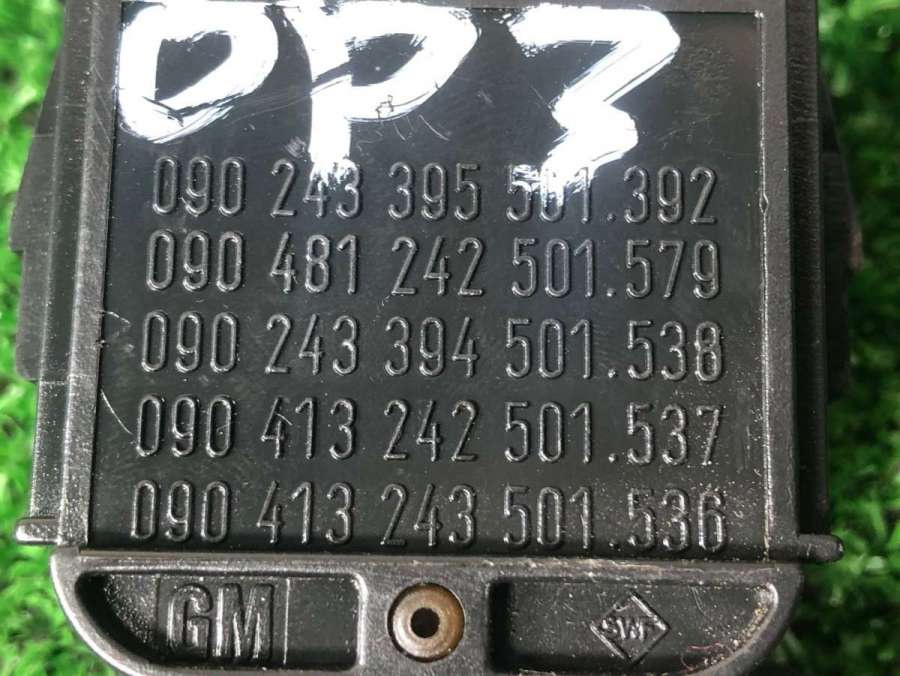 OP3
090 243 395 501.392
090 481 242 501.579
090 243 394 501.538
090 413 242 501.537
090 413 243 501.536
GM
SWF